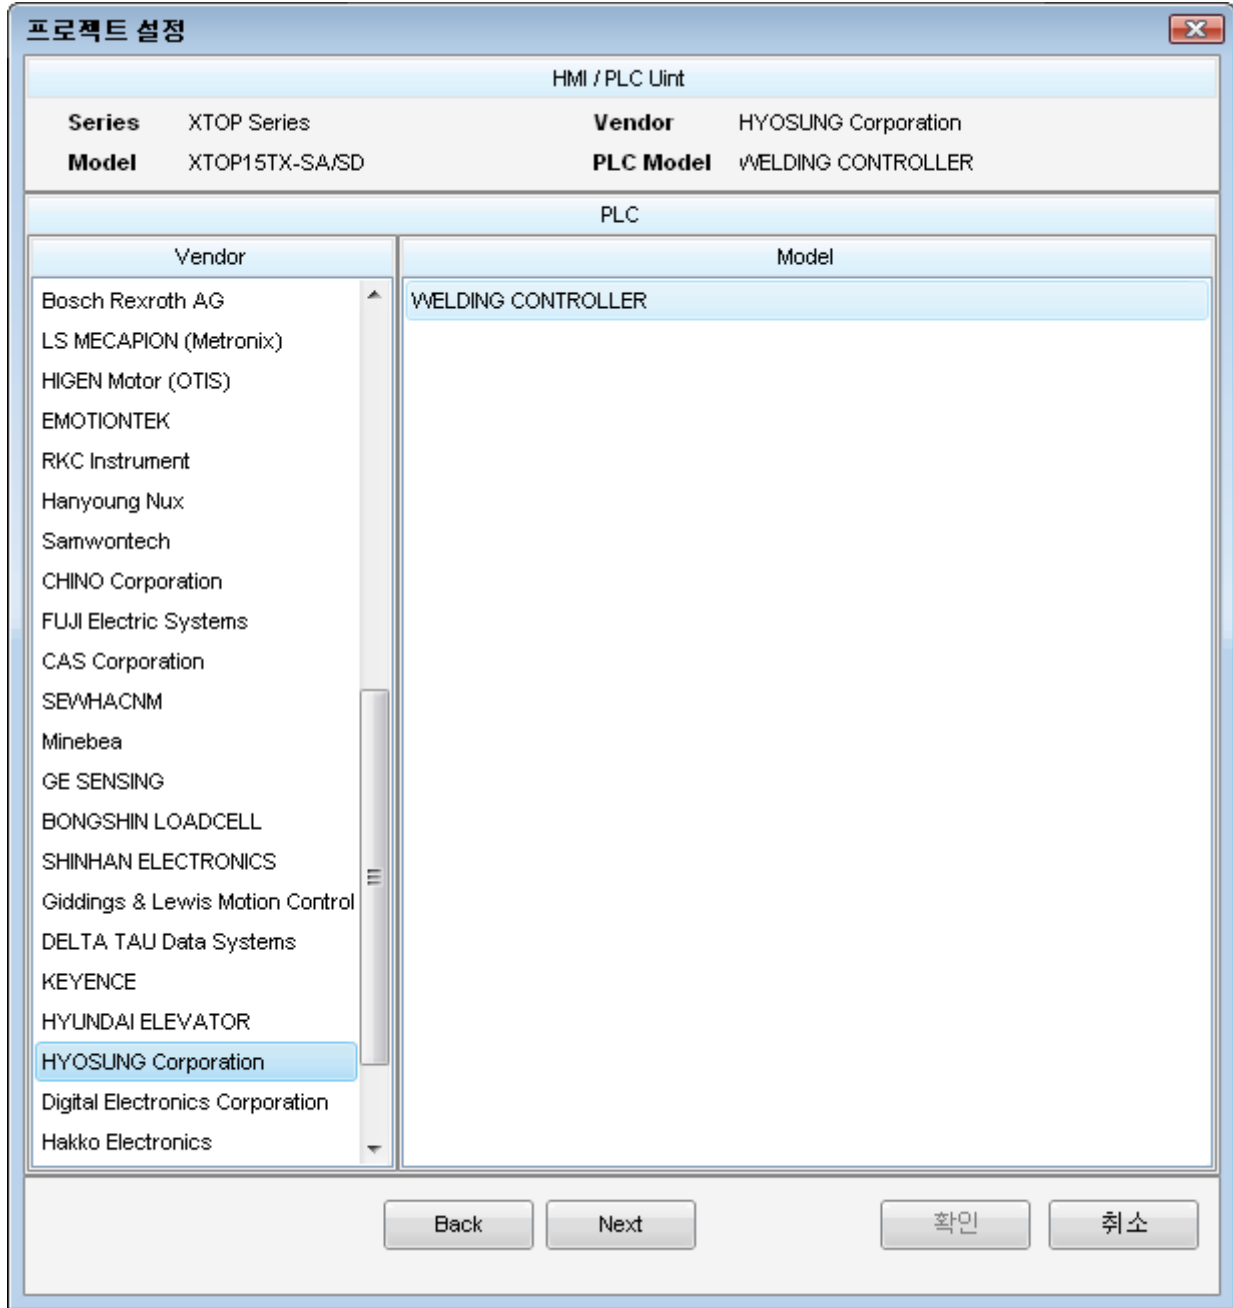 프로젝트 설정
HMI / PLC Uint
Series XTOP Series Vendor HYOSUNG Corporation
Model XTOP15TX-SA/SD PLC Model WELDING CONTROLLER
PLC
Vendor Model
Bosch Rexroth AG WELDING CONTROLLER
LS MECAPION (Metronix)
HIGEN Motor (OTIS)
EMOTIONTEK
RKC Instrument
Hanyoung Nux
Samwontech
CHINO Corporation
FUJI Electric Systems
CAS Corporation
SEWHACNM
Minebea
GE SENSING
BONGSHIN LOADCELL
SHINHAN ELECTRONICS
Giddings & Lewis Motion Control
DELTA TAU Data Systems
KEYENCE
HYUNDAI ELEVATOR
HYOSUNG Corporation
Digital Electronics Corporation
Hakko Electronics
Back Next 확인 취소